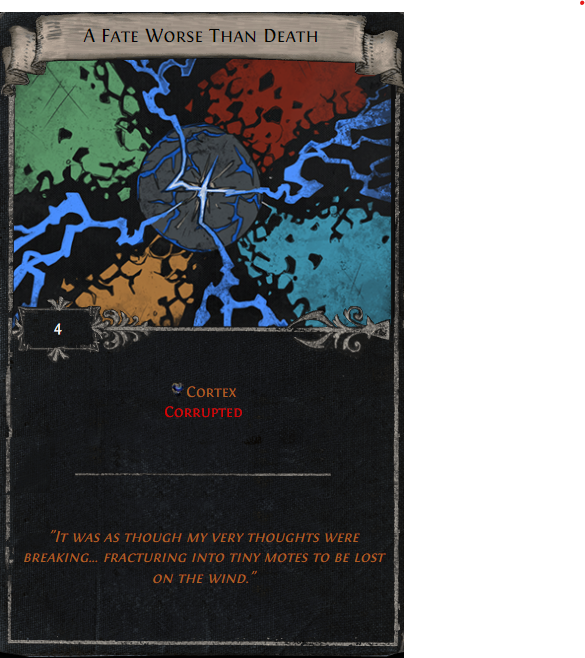 A Fate Worse Than Death
4
Cortex
Corrupted
"It was as though my very thoughts were
breaking... fracturing into tiny motes to be lost
on the wind."